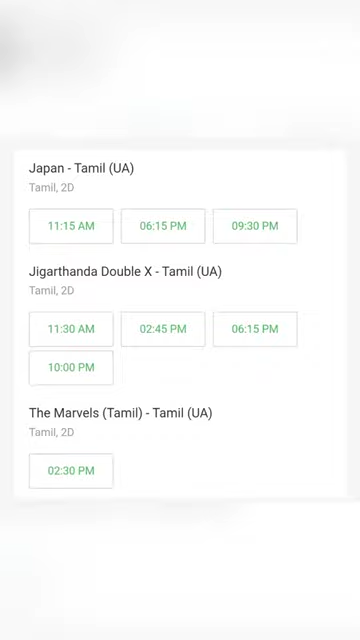 Japan - Tamil (UA)
Tamil, 2D
11:15 AM 06:15 PM 09:30 PM
Jigarthanda Double X - Tamil (UA)
Tamil, 2D
11:30 AM 02:45 PM 06:15 PM
10:00 PM
The Marvels (Tamil) - Tamil (UA)
Tamil, 2D
02:30 PM